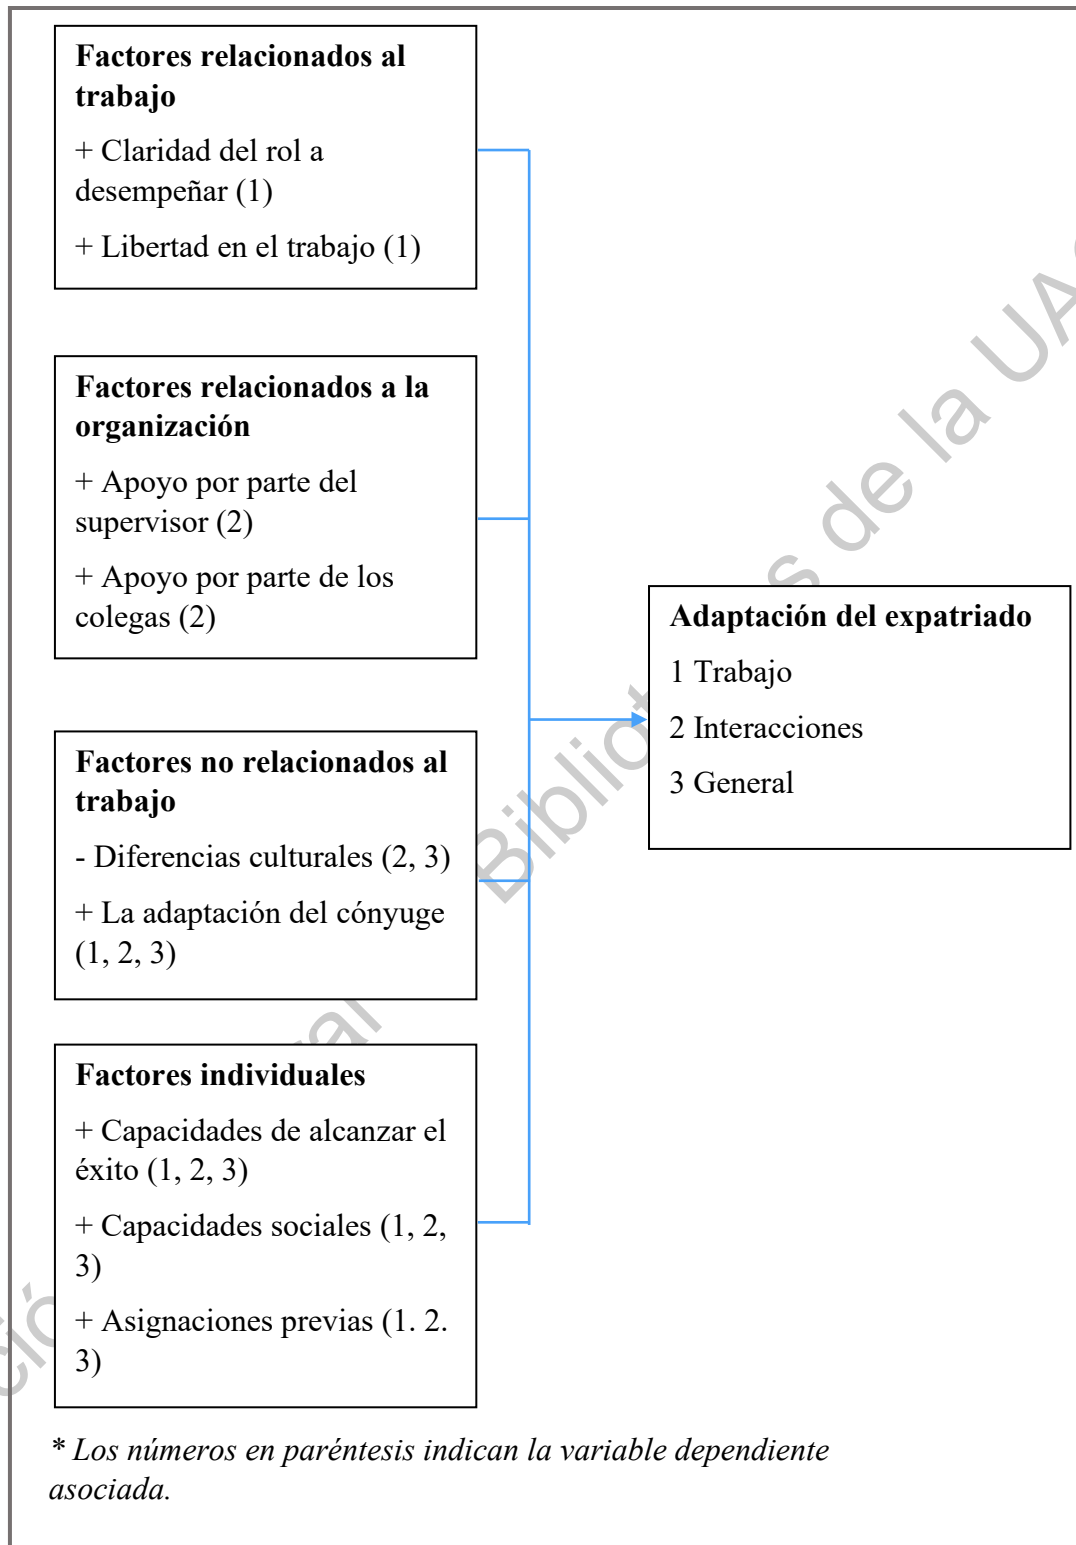 Factores relacionados al
trabajo
+ Claridad del rol a
desempeñar (1)
+ Libertad en el trabajo (1)
Factores relacionados a la
organización
+ Apoyo por parte del
supervisor (2)
+ Apoyo por parte de los
colegas (2)
Factores no relacionados al
trabajo
- Diferencias culturales (2, 3)
+ La adaptación del cónyuge
(1, 2, 3)
Factores individuales
+ Capacidades de alcanzar el
éxito (1, 2, 3)
+ Capacidades sociales (1, 2,
3)
+ Asignaciones previas (1. 2.
3)
Adaptación del expatriado
1 Trabajo
2 Interacciones
3 General
* Los números en paréntesis indican la variable dependiente
asociada.
de la